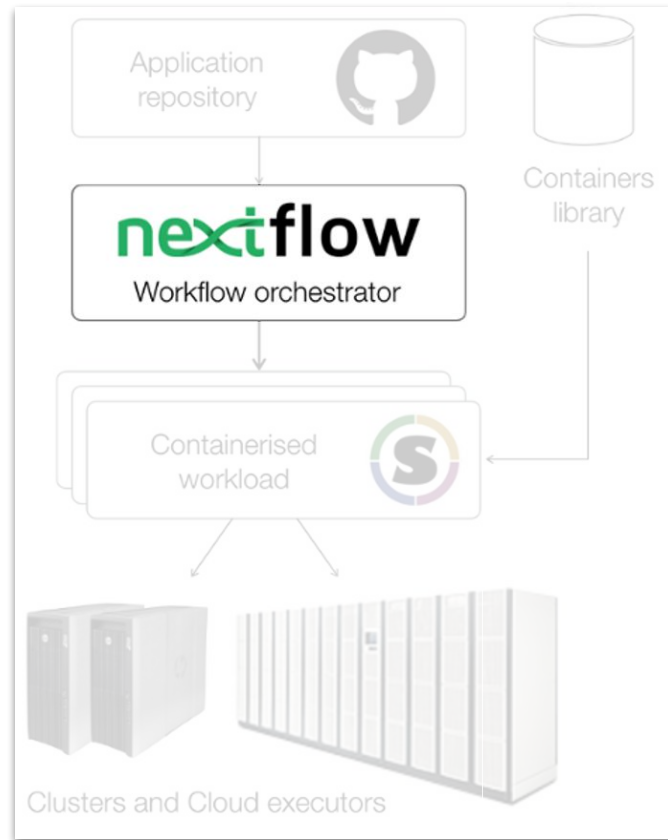 Application
repository
Containers
library
nextflow
Workflow orchestrator
Containerised
workload
S
Clusters and Cloud executors